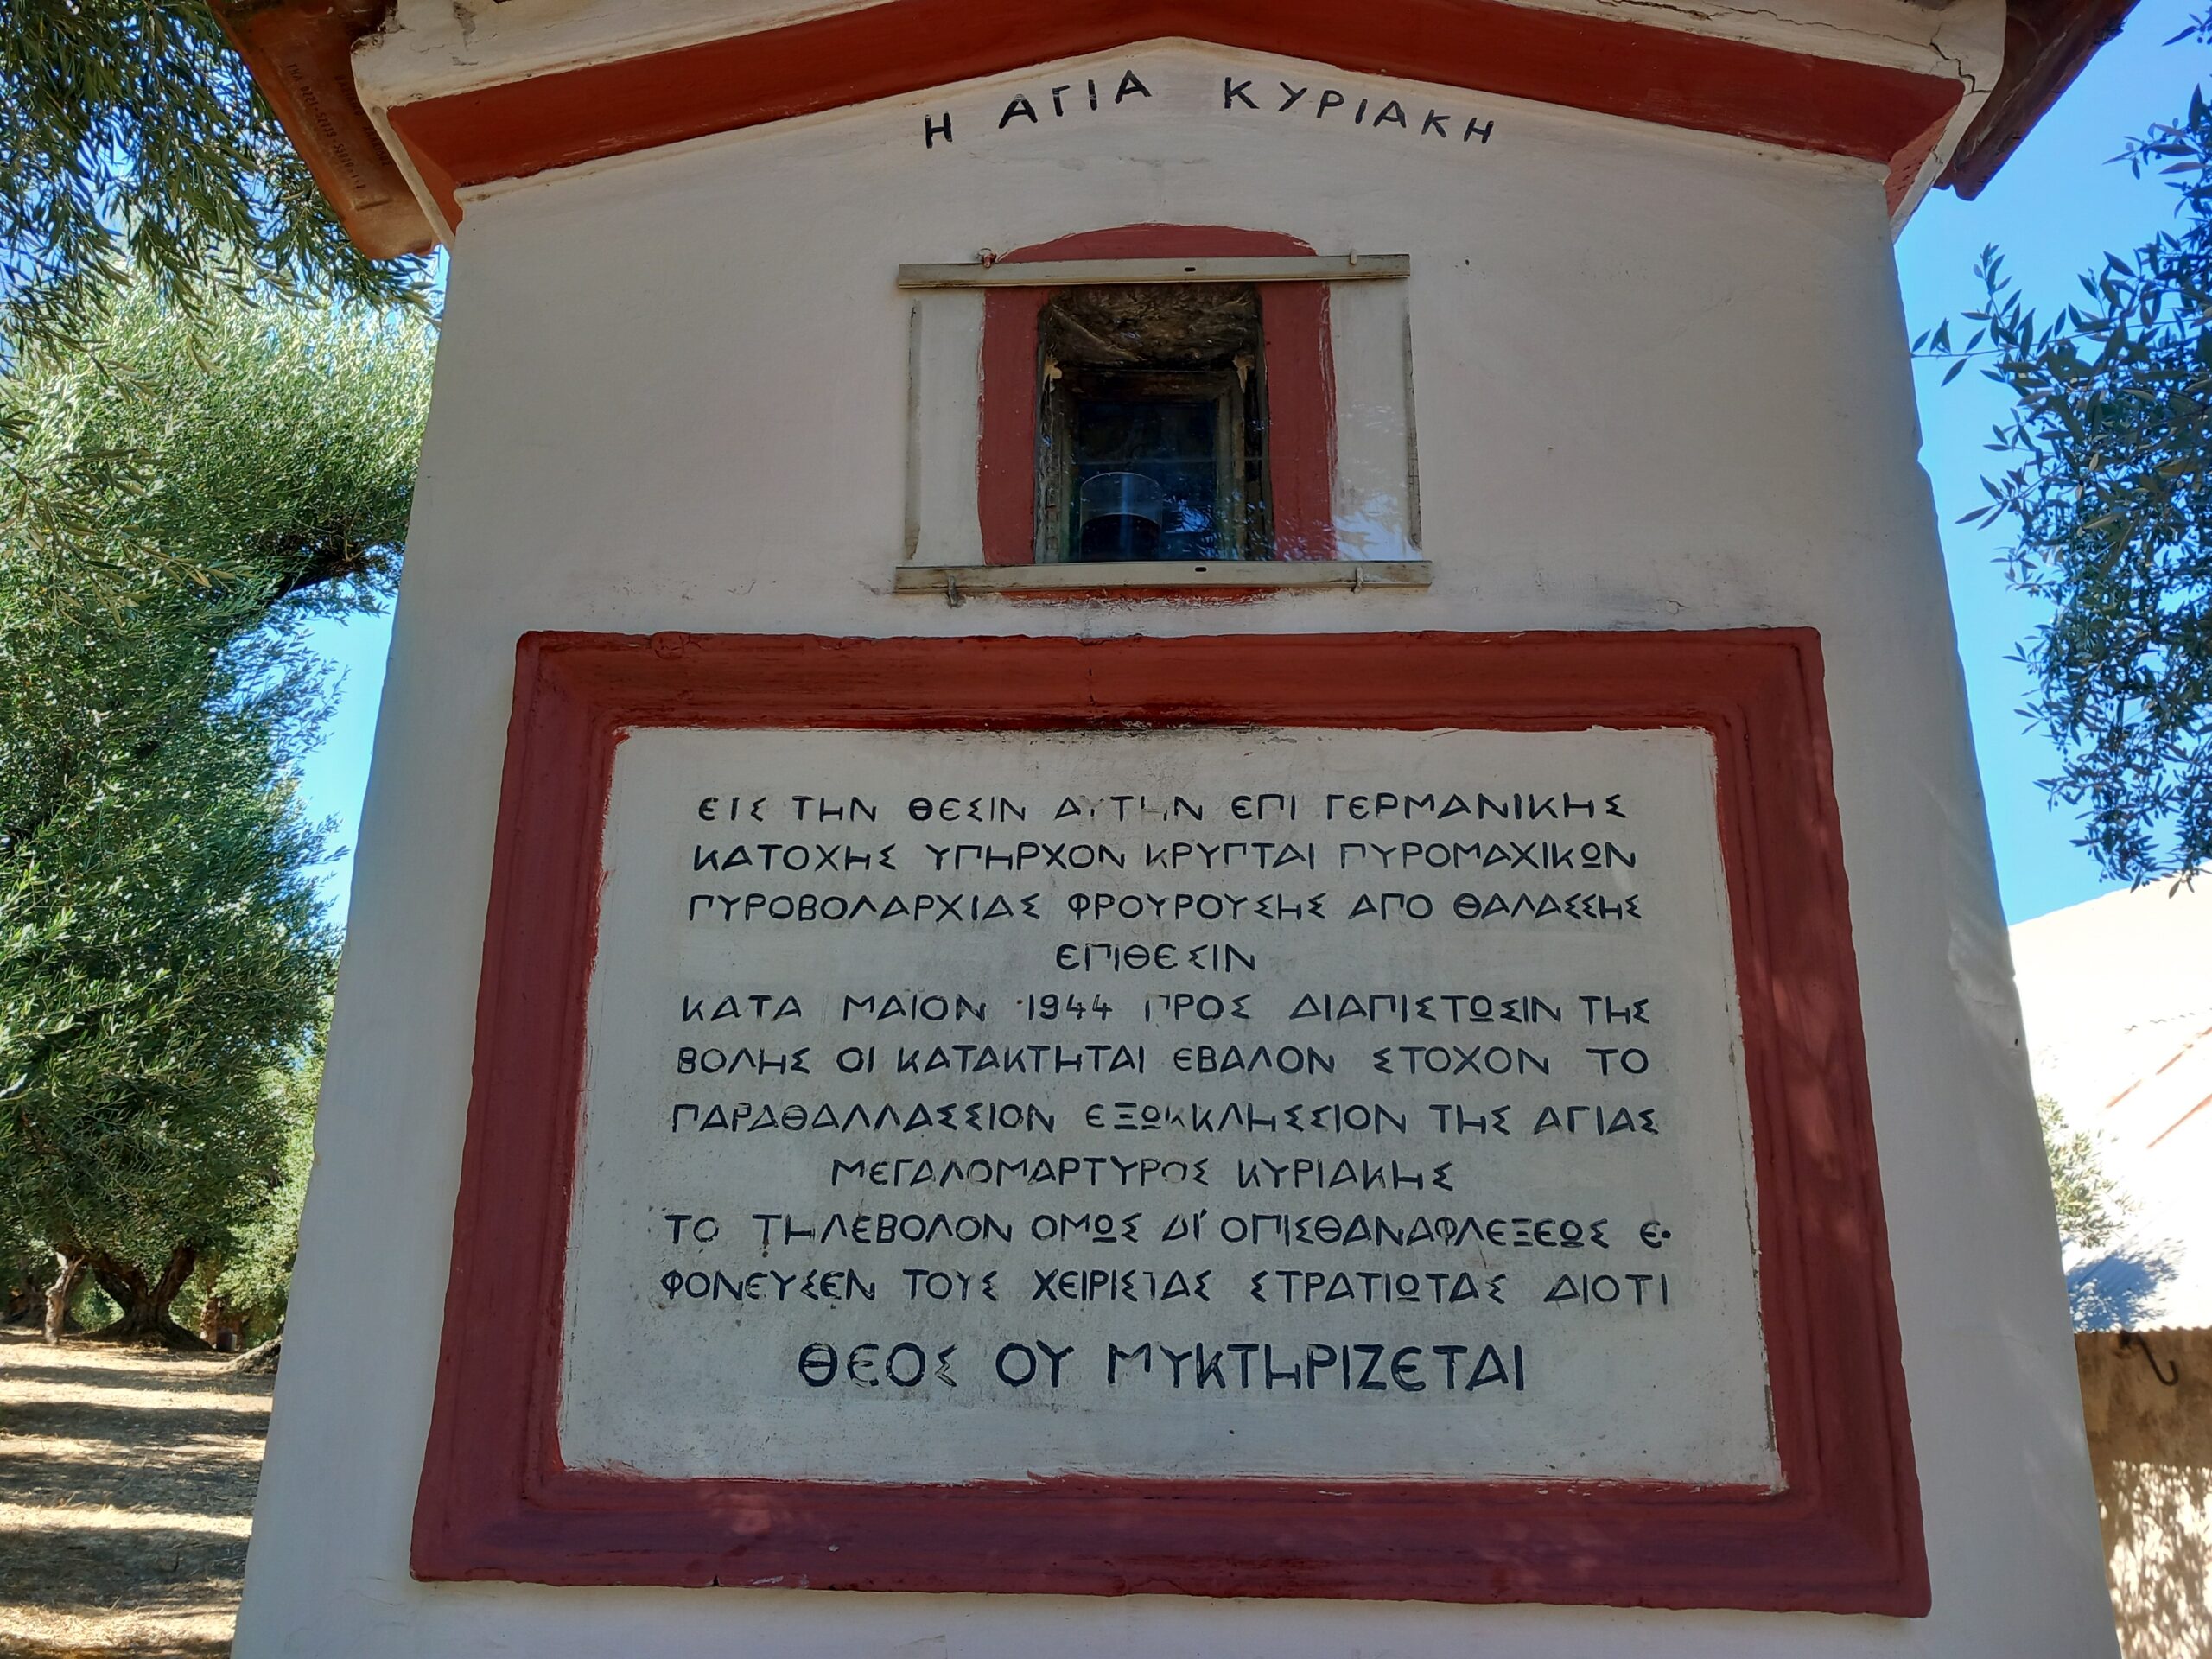 Η ΑΓΙΑ ΚΥΡΙΑΚΗ
ΕΙΣ ΤΗΝ ΘΕΣΙΝ ΑΥΤΗΝ ΕΠΙ ΓΕΡΜΑΝΙΚΗΣ
ΚΑΤΟΧΗΣ ΥΠΗΡΧΟΝ ΚΡΥΠΤΑΙ ΠΥΡΟΜΑΧΙΚΩΝ
ΠΥΡΟΒΟΛΑΡΧΙΑΣ ΦΡΟΥΡΟΥΣΗΣ ΑΠΟ ΘΑΛΑΣΣΗΣ
ΕΠΙΘΕΣΙΝ
ΚΑΤΑ ΜΑΙΟΝ 1944 ΠΡΟΣ ΔΙΑΠΙΣΤΩΣΙΝ ΤΗΣ
ΒΟΛΗΣ ΟΙ ΚΑΤΑΚΤΗΤΑΙ ΕΒΑΛΟΝ ΣΤΟΧΟΝ ΤΟ
ΠΑΡΑΘΑΛΛΑΣΣΙΟΝ ΕΞΩΚΚΛΗΣΣΙΟΝ ΤΗΣ ΑΓΙΑΣ
ΜΕΓΑΛΟΜΑΡΤΥΡΟΣ ΚΥΡΙΑΚΗΣ
ΤΟ ΤΗΛΕΒΟΛΟΝ ΟΜΩΣ ΔΙ' ΟΠΙΣΘΑΝΑΦΛΕΞΕΩΣ Ε-
ΦΟΝΕΥΣΕΝ ΤΟΥΣ ΧΕΙΡΙΣΤΑΣ ΣΤΡΑΤΙΩΤΑΣ ΔΙΟΤΙ
ΘΕΟΣ ΟΥ ΜΥΚΤΗΡΙΖΕΤΑΙ